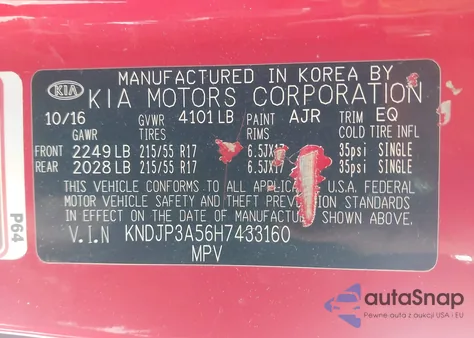 MANUFACTURED IN KOREA BY
KIA KIA MOTORS CORPORATION
10/16 GVWR 4101 LB PAINT AJR TRIM EQ
GAWR TIRES RIMS COLD TIRE INFL
FRONT 2249 LB 215/55 R17 6.5JX17 35psi SINGLE
REAR 2028 LB 215/55 R17 6.5JX17 35psi SINGLE
THIS VEHICLE CONFORMS TO ALL U.S.A. FEDERAL
MOTOR VEHICLE SAFETY AND THEFT PREVENTION STANDARDS
IN EFFECT ON THE DATE OF MANUFACTURE SHOWN ABOVE.
V.I.N KNDJP3A56H7433160
MPV
P64
autoSnap
Pewne auta z aukcji USA i EU